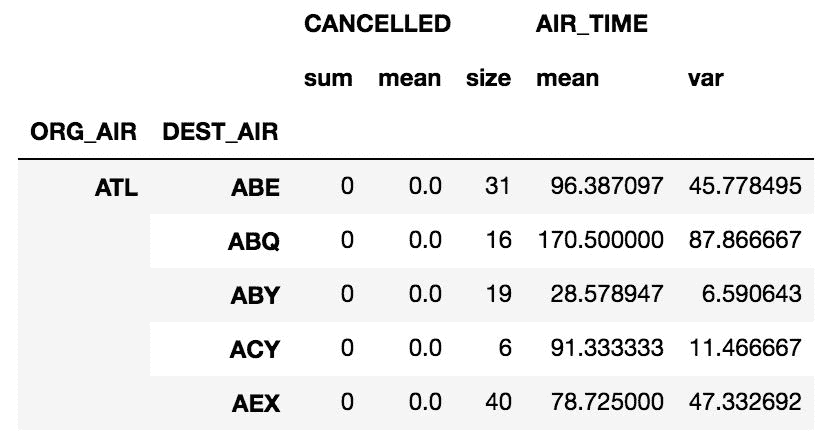 CANCELLED AIR_TIME
sum mean size mean var
ORG_AIR DEST_AIR
ATL ABE 0 0.0 31 96.387097 45.778495
ABQ 0 0.0 16 170.500000 87.866667
ABY 0 0.0 19 28.578947 6.590643
ACY 0 0.0 6 91.333333 11.466667
AEX 0 0.0 40 78.725000 47.332692